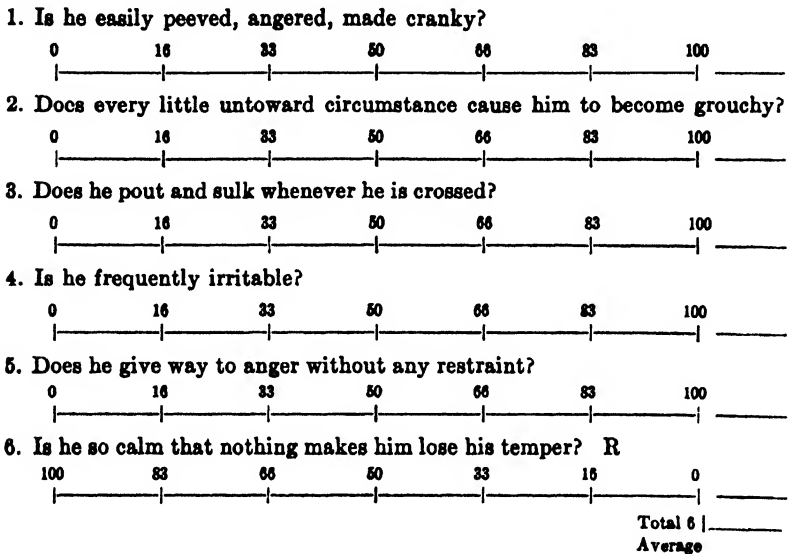 1. Is he easily peeved, angered, made cranky?
0 16 33 50 66 83 100
2. Does every little untoward circumstance cause him to become grouchy?
0 16 33 50 66 83 100
3. Does he pout and sulk whenever he is crossed?
0 16 33 50 66 83 100
4. Is he frequently irritable?
0 16 33 50 66 83 100
5. Does he give way to anger without any restraint?
0 16 33 50 66 83 100
6. Is he so calm that nothing makes him lose his temper? R
100 83 66 50 33 16 0
Total 6
Average